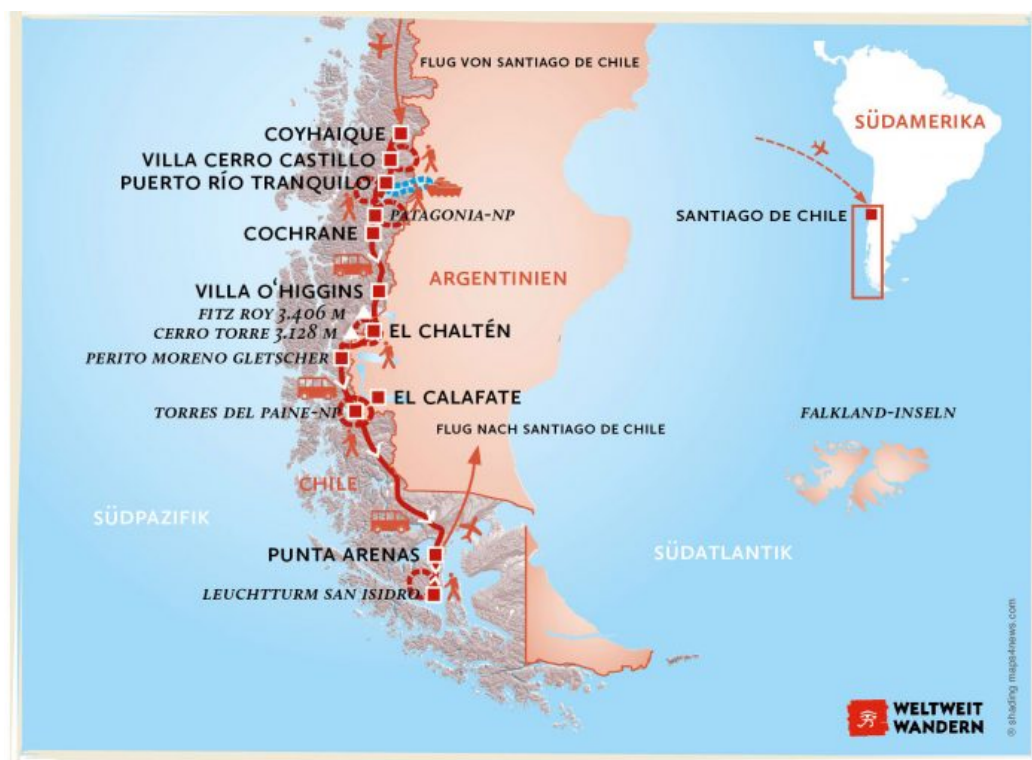 FLUG VON SANTIAGO DE CHILE
COYHAIQUE
VILLA CERRO CASTILLO
PUERTO RÍO TRANQUILO
PATAGONIA-NP
COCHRANE
VILLA O'HIGGINS
FITZ ROY 3.406 M
CERRO TORRE 3.128 M
EL CHALTÉN
PERITO MORENO GLETSCHER
EL CALAFATE
TORRES DEL PAINE-NP
FLUG NACH SANTIAGO DE CHILE
ARGENTINIEN
CHILE
SÜDPAZIFIK
PUNTA ARENAS
LEUCHTTURM SAN ISIDRO
SÜDATLANTIK
SÜDAMERIKA
SANTIAGO DE CHILE
FALKLAND-INSELN
WELTWEIT
WANDERN
® shading maps4news.com